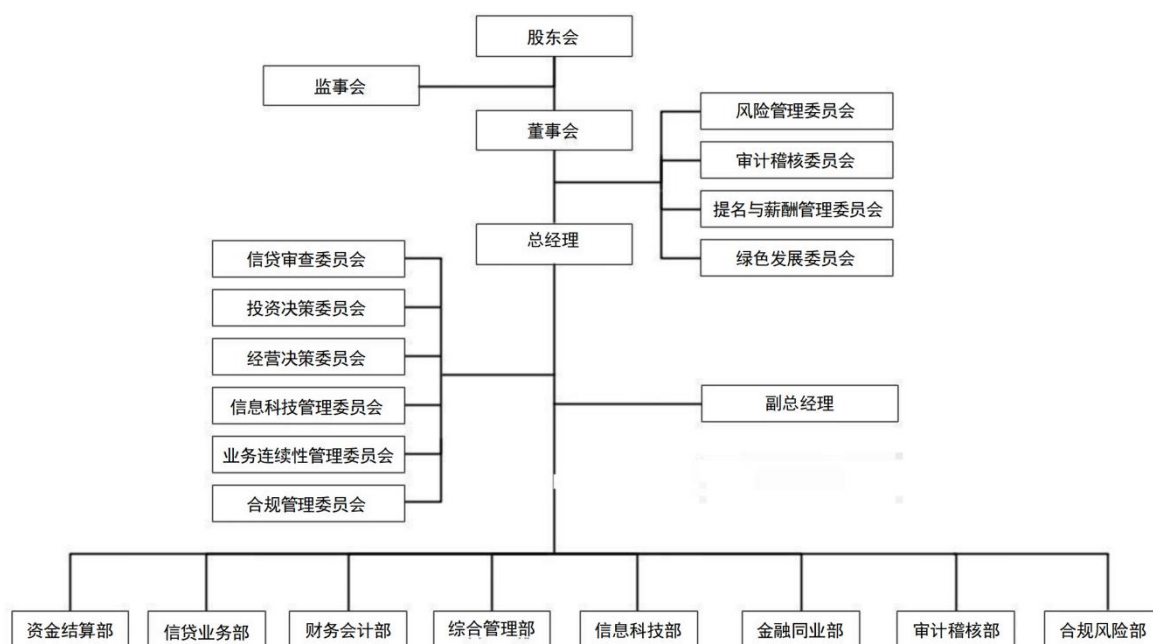 股东会
监事会
董事会
风险管理委员会
审计稽核委员会
提名与薪酬管理委员会
绿色发展委员会
总经理
信贷审查委员会
投资决策委员会
经营决策委员会
信息科技管理委员会
业务连续性管理委员会
合规管理委员会
副总经理
资金结算部
信贷业务部
财务会计部
综合管理部
信息科技部
金融同业部
审计稽核部
合规风险部